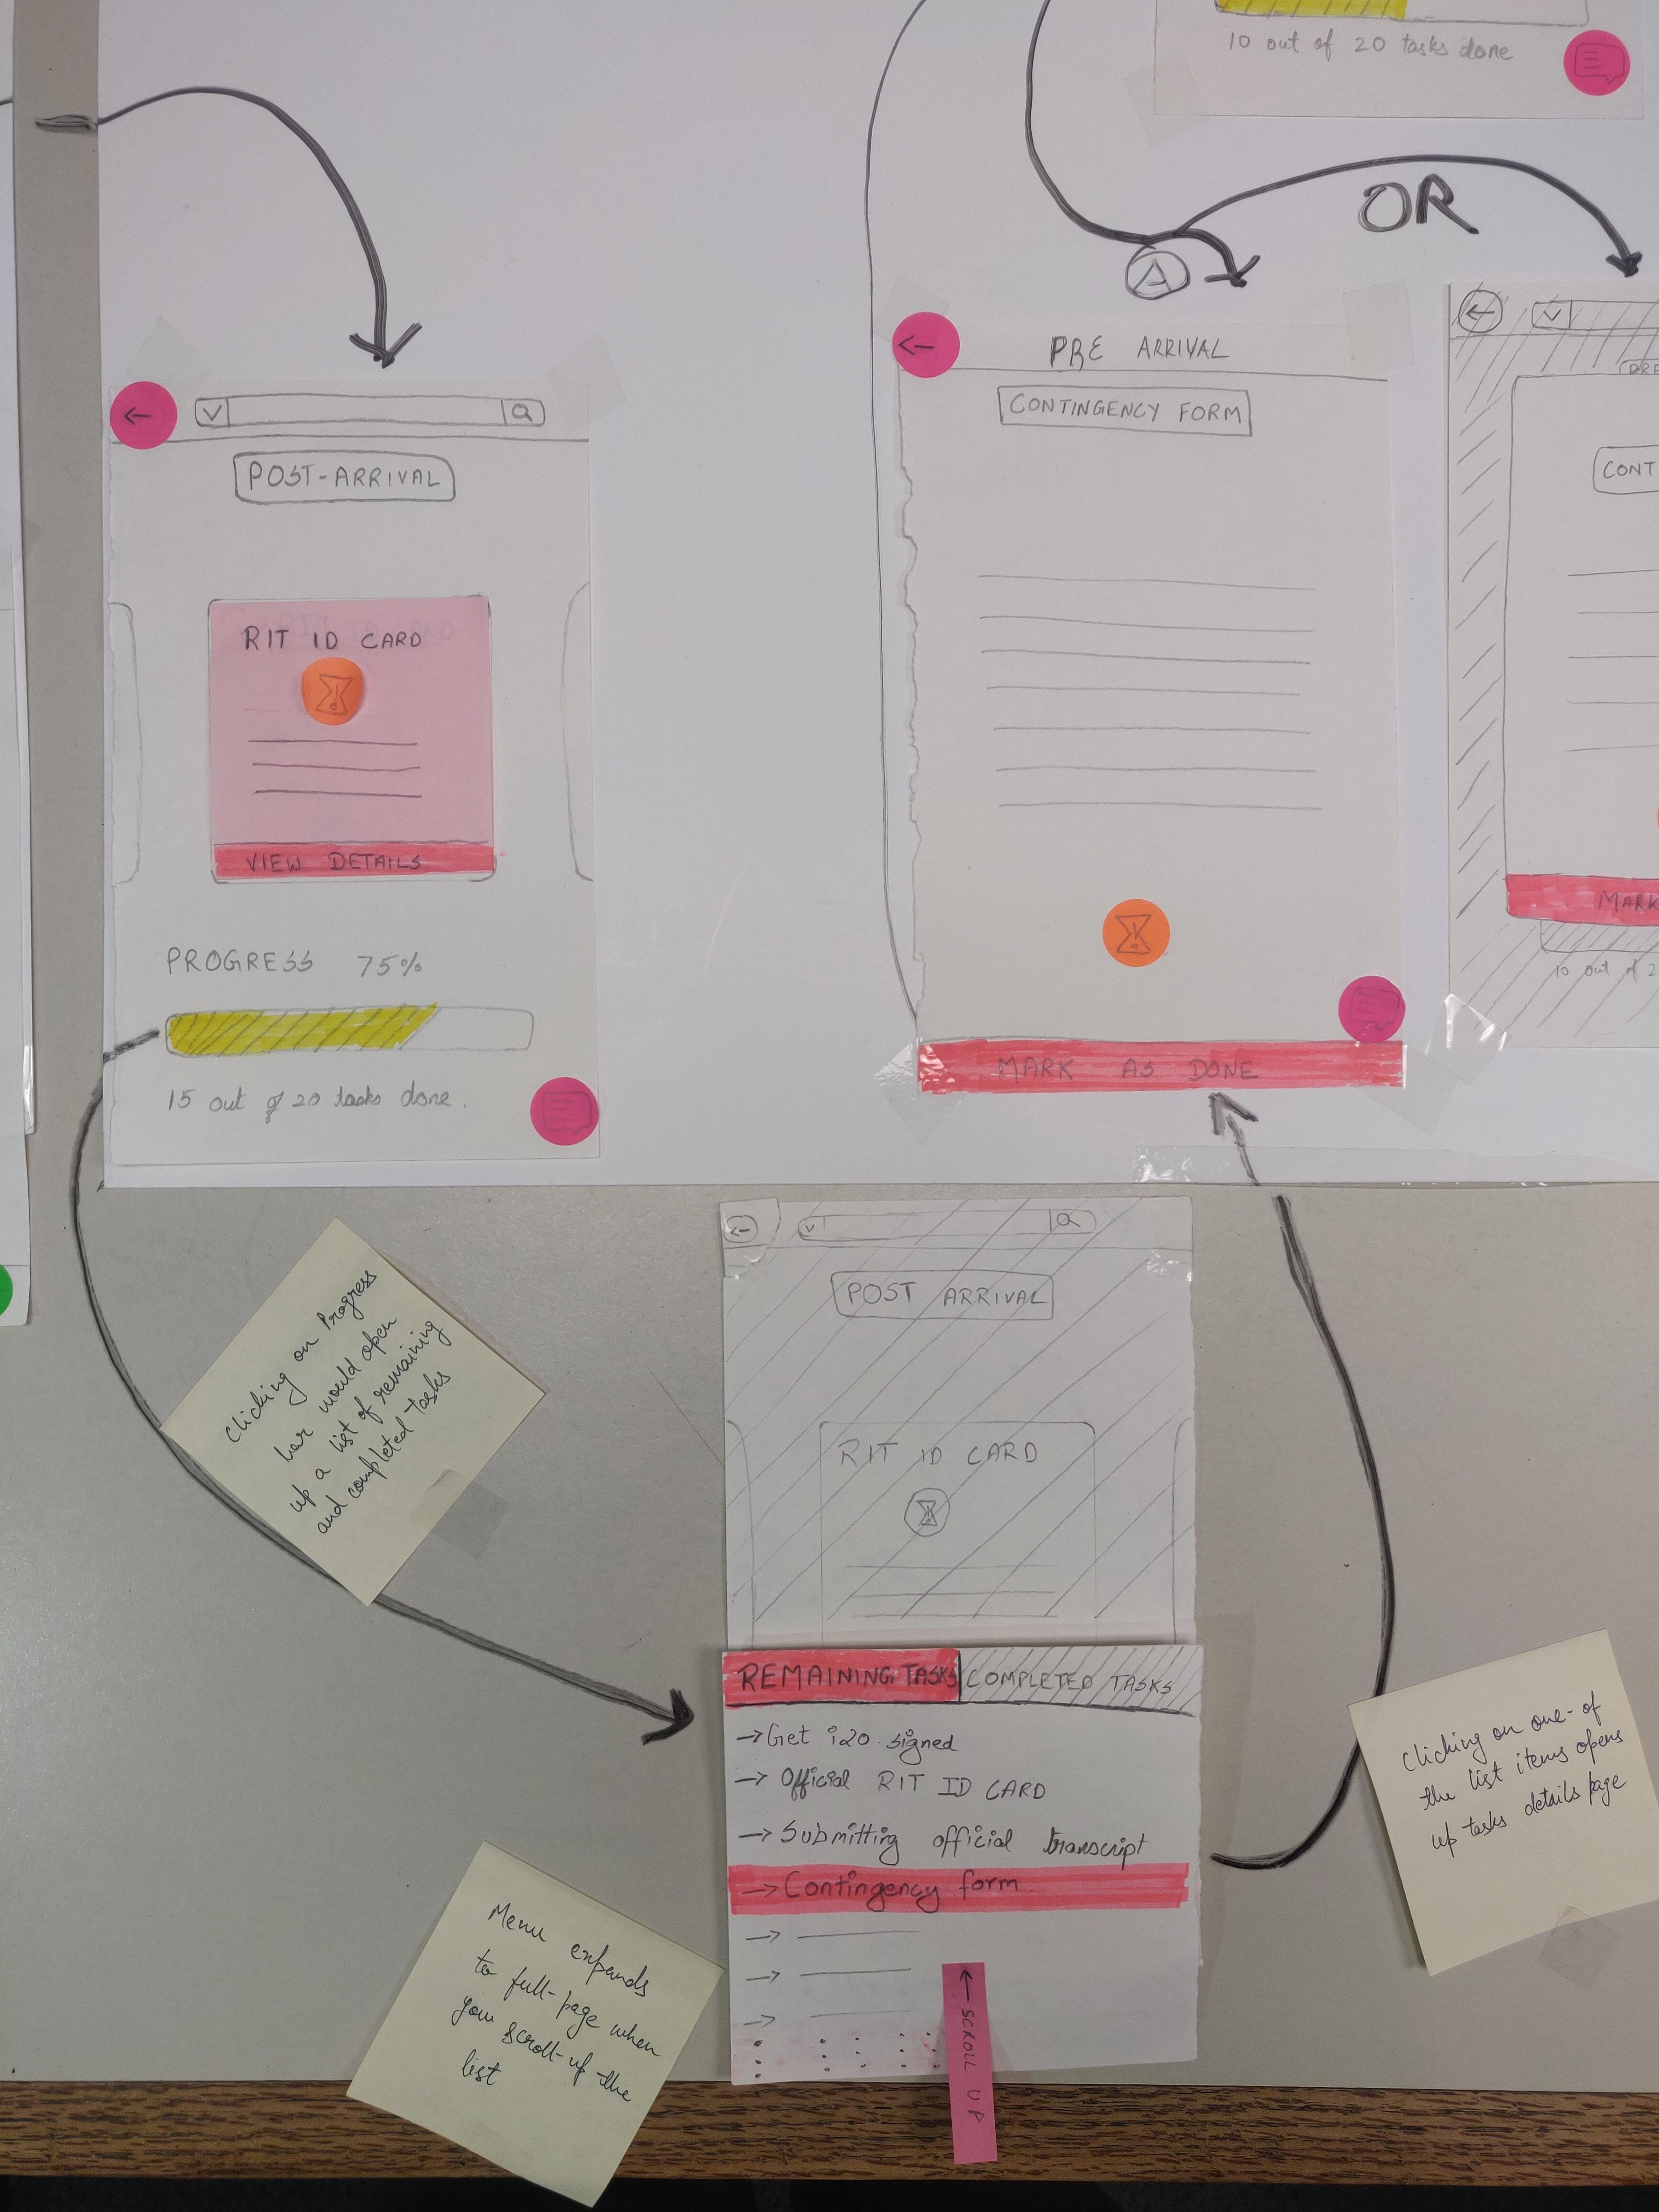 10 out of 20 tasks done
OR
A
PRE ARRIVAL
CONTINGENCY FORM
MARK AS DONE
CONT
MARK
10 out of 2
POST-ARRIVAL
RIT ID CARD
VIEW DETAILS
PROGRESS 75%
15 out of 20 tasks done.
Clicking on Progress
bar would open
up a list of remaining
and completed tasks
POST ARRIVAL
RIT ID CARD
REMAINING TASKS
COMPLETED TASKS
→ Get i20 signed
→ Official RIT ID CARD
→ Submitting official transcript
→ Contingency form
← SCROLL UP
Clicking on one-of
the list items opens
up tasks details page
Menu expands
to full-page when
you scroll-up the
list